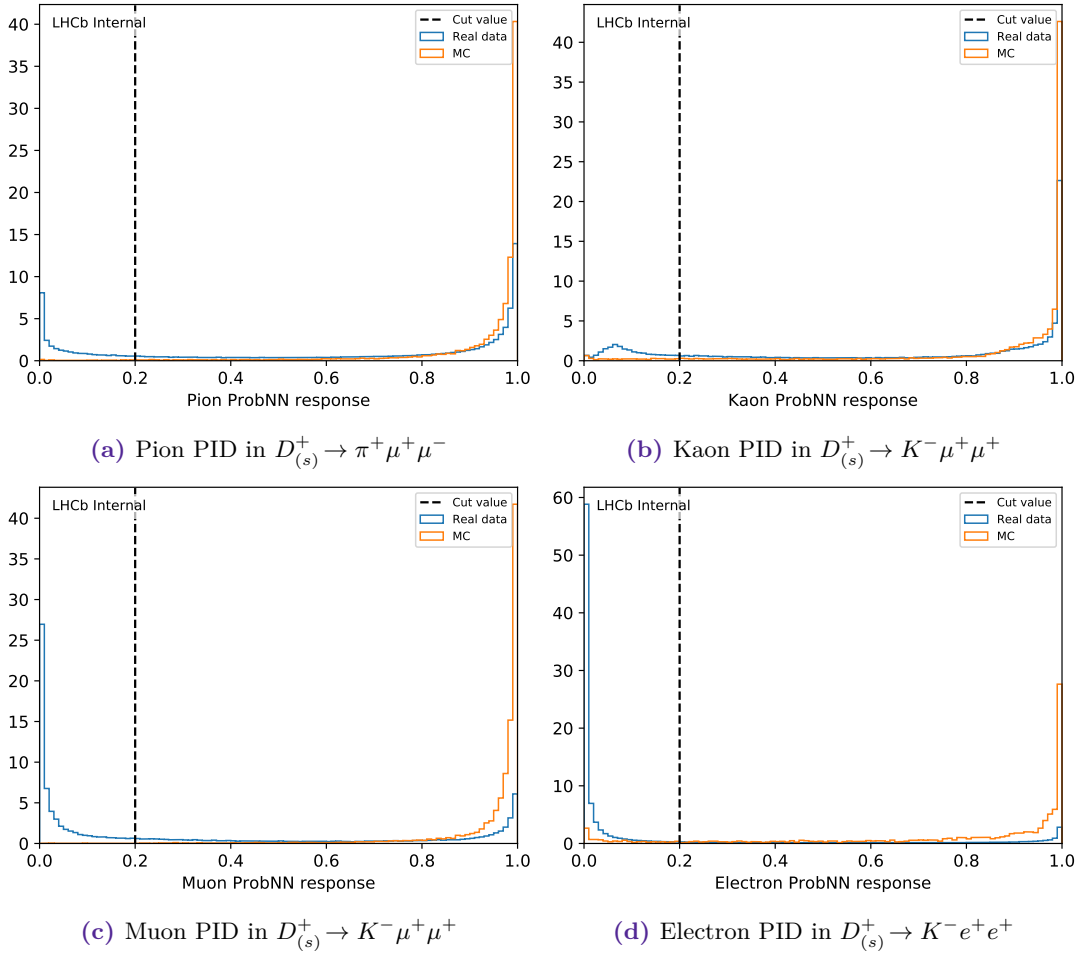 LHCb Internal
Cut value
Real data
MC
40
35
30
25
20
15
10
5
0
0.0 0.2 0.4 0.6 0.8 1.0
Pion ProbNN response
(a) Pion PID in D⁺₍ₛ₎ → π⁺μ⁺μ⁻
LHCb Internal
Cut value
Real data
MC
40
35
30
25
20
15
10
5
0
0.0 0.2 0.4 0.6 0.8 1.0
Kaon ProbNN response
(b) Kaon PID in D⁺₍ₛ₎ → K⁻μ⁺μ⁺
LHCb Internal
Cut value
Real data
MC
40
35
30
25
20
15
10
5
0
0.0 0.2 0.4 0.6 0.8 1.0
Muon ProbNN response
(c) Muon PID in D⁺₍ₛ₎ → K⁻μ⁺μ⁺
LHCb Internal
Cut value
Real data
MC
60
50
40
30
20
10
0
0.0 0.2 0.4 0.6 0.8 1.0
Electron ProbNN response
(d) Electron PID in D⁺₍ₛ₎ → K⁻e⁺e⁺